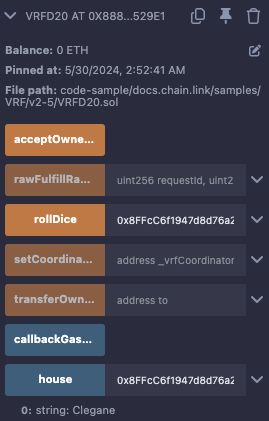 VRFD20 AT 0X888...529E1
Balance: 0 ETH
Pinned at: 5/30/2024, 2:52:41 AM
File path: code-sample/docs.chain.link/samples/
VRF/v2-5/VRFD20.sol
acceptOwne...
rawFulfillRa... uint256 requestId, uint2
rollDice 0x8FFcC6f1947d8d76a2
setCoordina... address _vrfCoordinator
transferOwn... address to
callbackGas...
house 0x8FFcC6f1947d8d76a2
0: string: Clegane